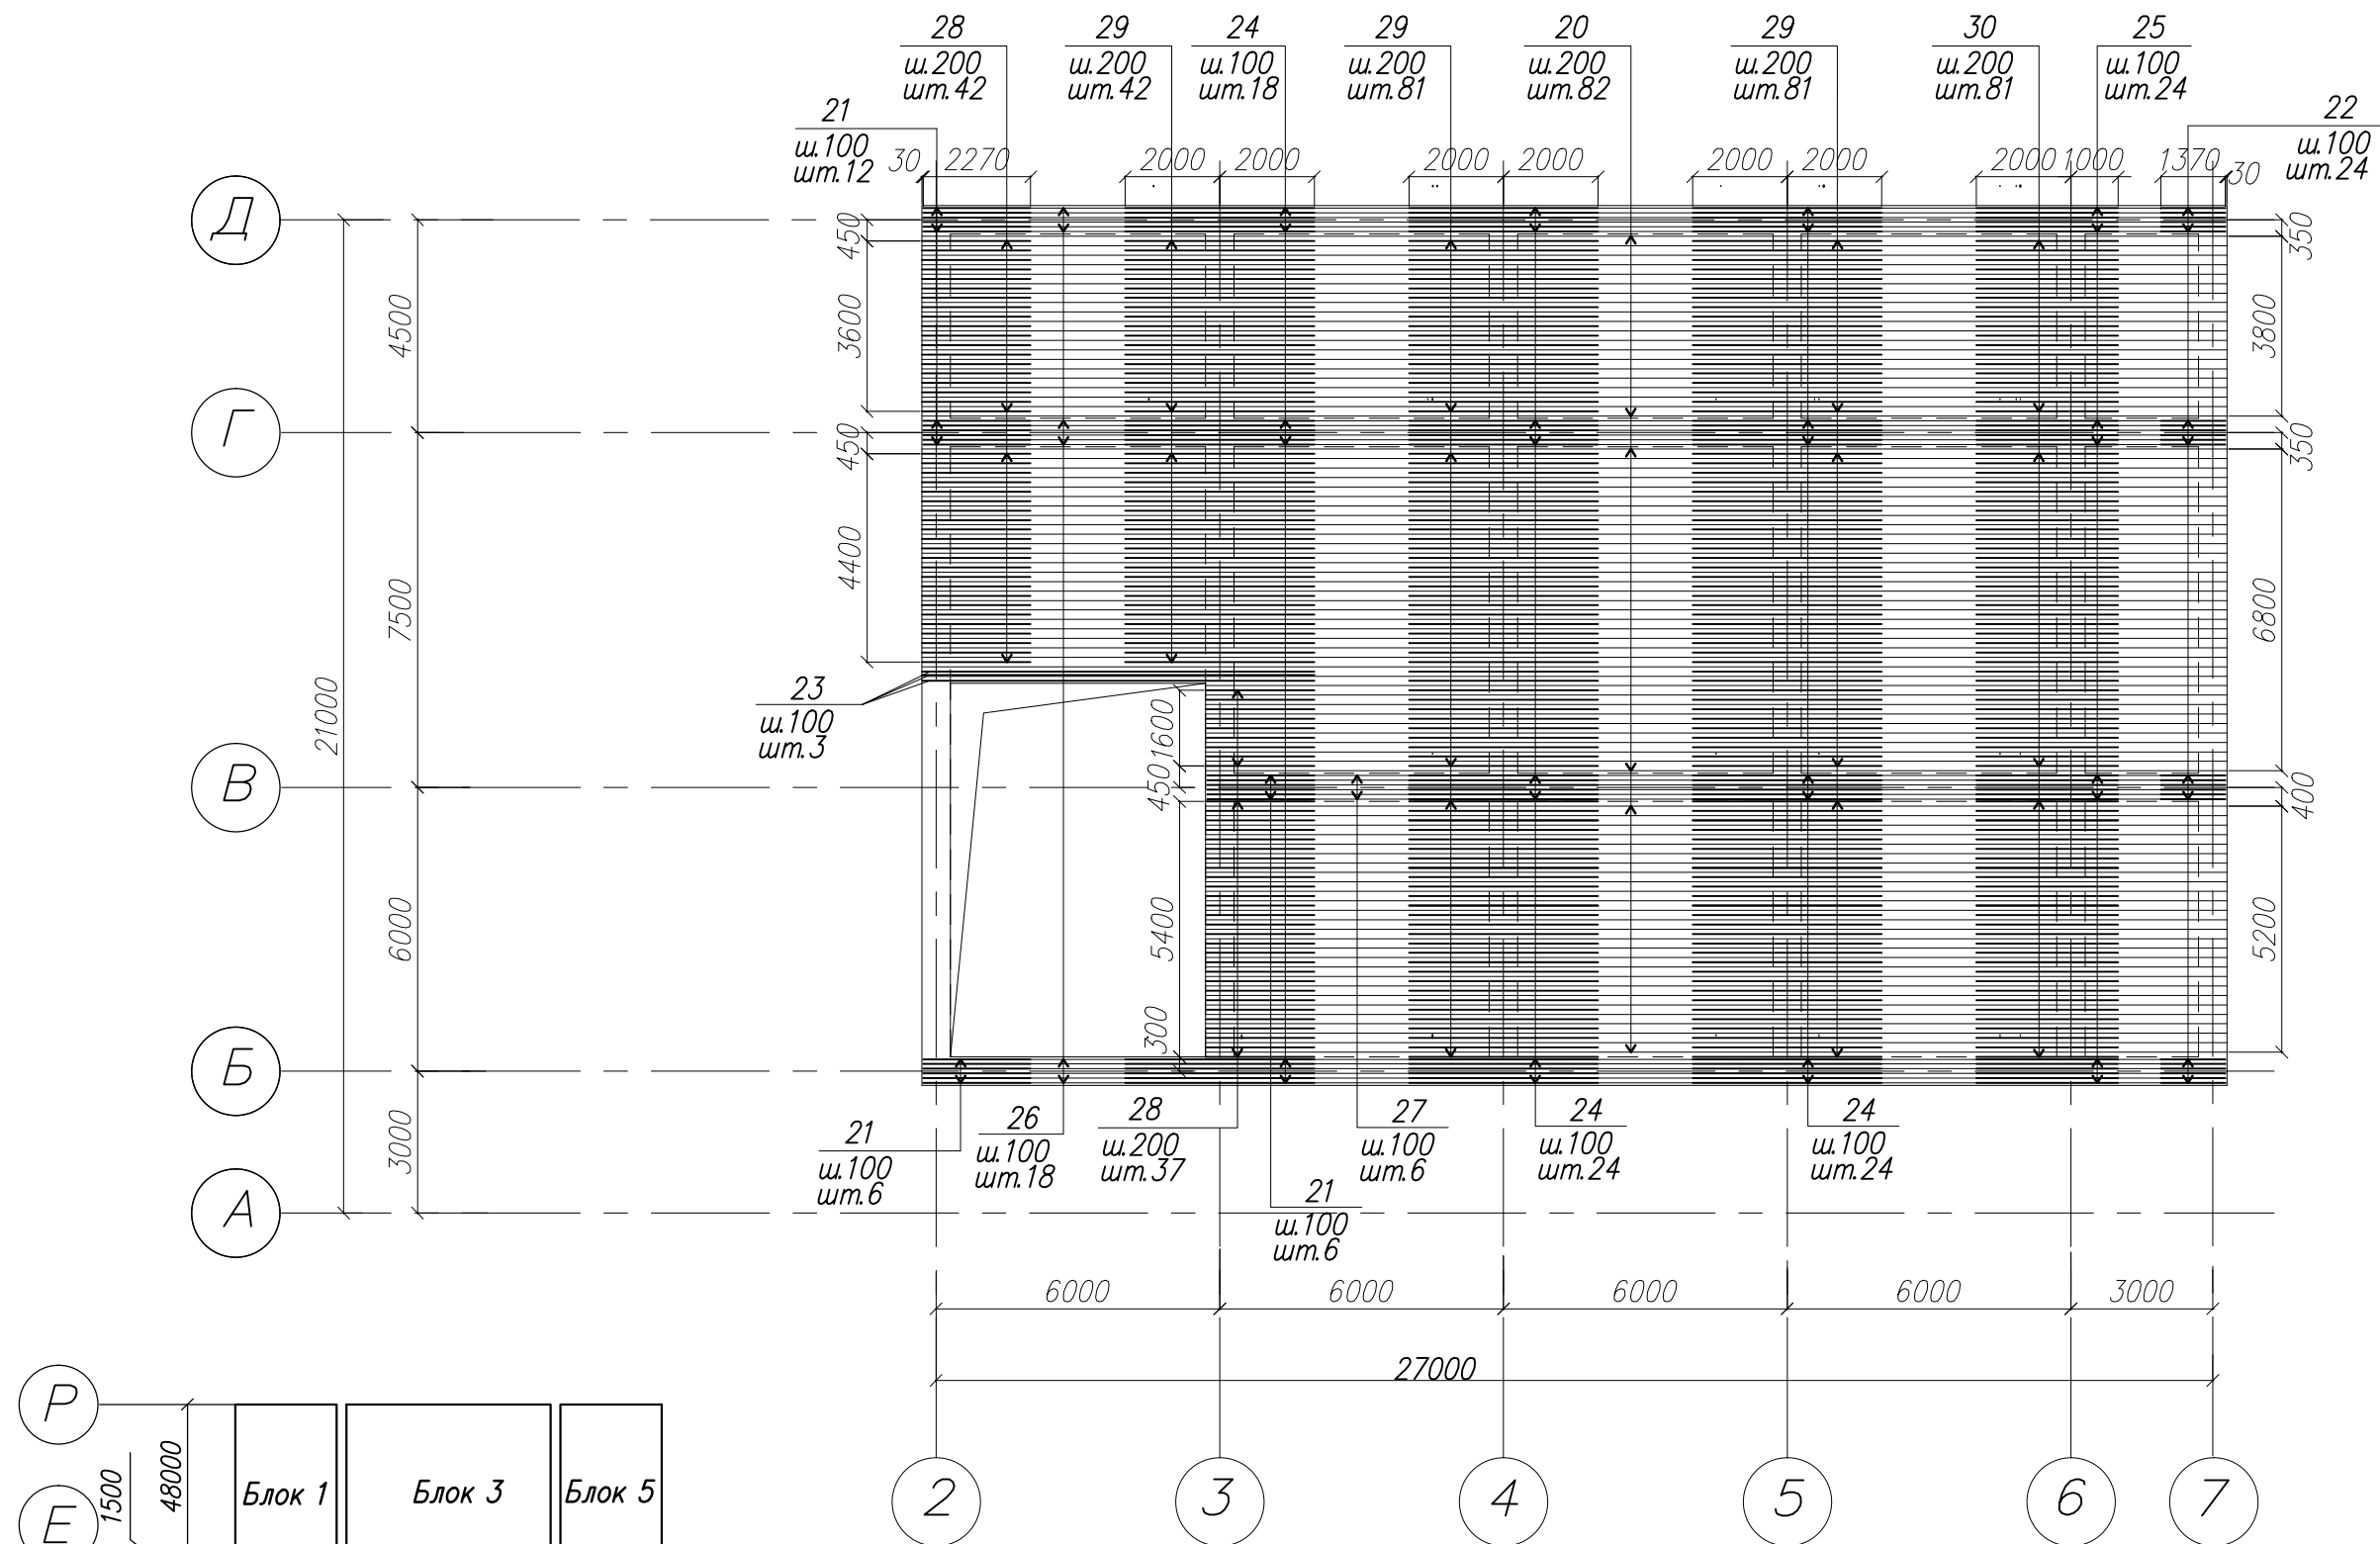 28
ш.200
шт.42
29
ш.200
шт.42
24
ш.100
шт.18
29
ш.200
шт.81
20
ш.200
шт.82
29
ш.200
шт.81
30
ш.200
шт.81
25
ш.100
шт.24
21
ш.100
шт.12
22
ш.100
шт.24
30
2270
2000
2000
2000
2000
2000
2000
2000
1000
1370
30
Д
Г
В
Б
А
21000
4500
7500
6000
3000
450
3600
450
4400
350
3800
350
6800
400
5200
23
ш.100
шт.3
1600
450
5400
300
21
ш.100
шт.6
26
ш.100
шт.18
28
ш.200
шт.37
21
ш.100
шт.6
27
ш.100
шт.6
24
ш.100
шт.24
24
ш.100
шт.24
6000
6000
6000
6000
3000
27000
2
3
4
5
6
7
Р
Е
1500
48000
Блок 1
Блок 3
Блок 5